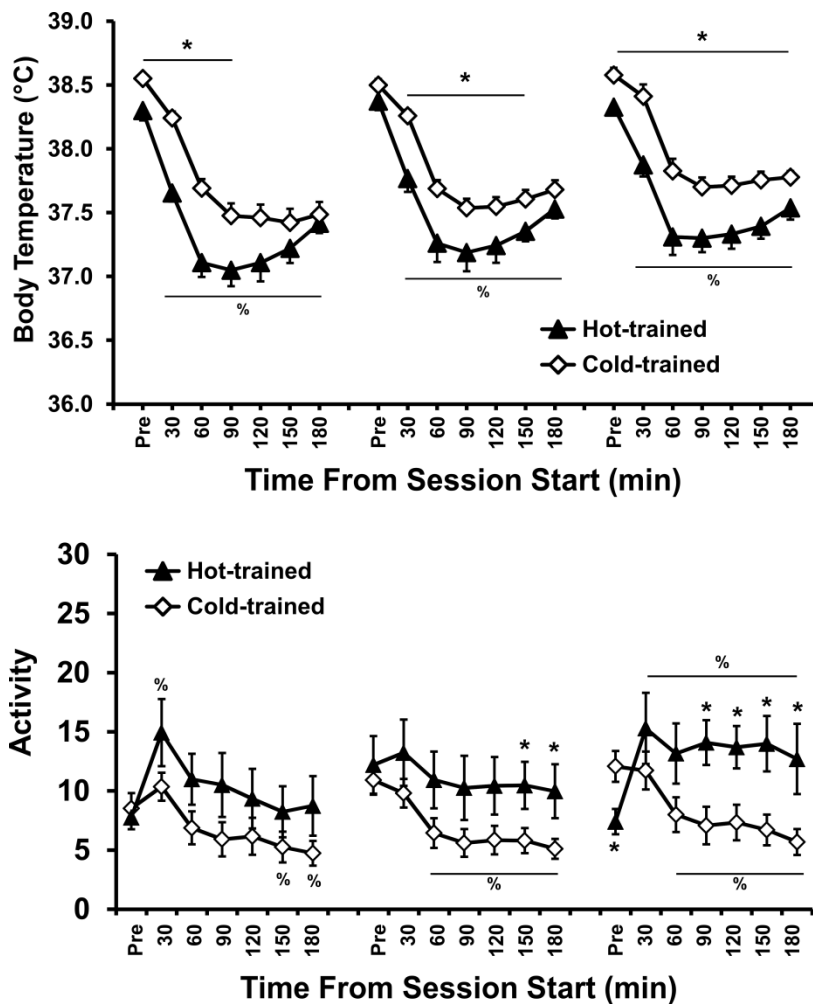 39.0
38.5
38.0
37.5
37.0
36.5
36.0
Body Temperature (°C)
* * *
% % %
Hot-trained
Cold-trained
Pre 30 60 90 120 150 180 Pre 30 60 90 120 150 180 Pre 30 60 90 120 150 180
Time From Session Start (min)
30
25
20
15
10
5
0
Activity
Hot-trained
Cold-trained
%
%
* * * * * *
*
% % % %
Pre 30 60 90 120 150 180 Pre 30 60 90 120 150 180 Pre 30 60 90 120 150 180
Time From Session Start (min)